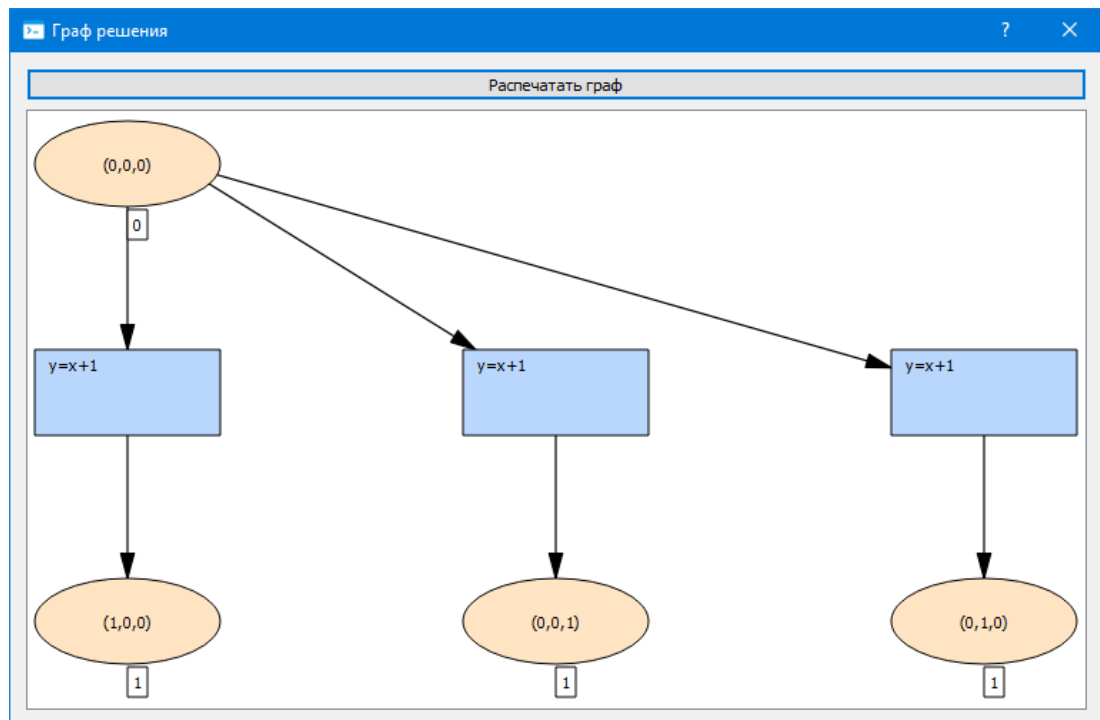 Граф решения
Распечатать граф
(0,0,0)
0
y=x+1
y=x+1
y=x+1
(1,0,0)
(0,0,1)
(0,1,0)
1
1
1